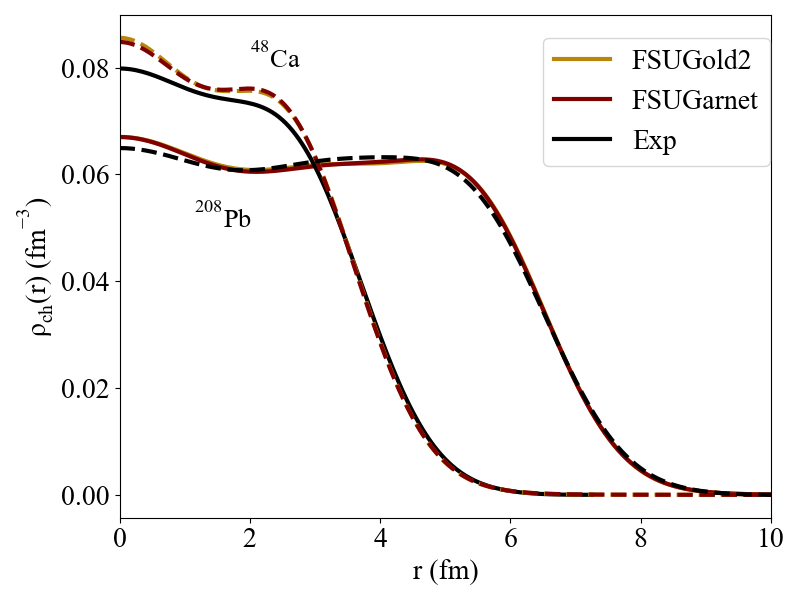 ⁴⁸Ca
²⁰⁸Pb
FSUGold2
FSUGarnet
Exp
0.08
0.06
0.04
0.02
0.00
ρch(r) (fm⁻³)
0 2 4 6 8 10
r (fm)